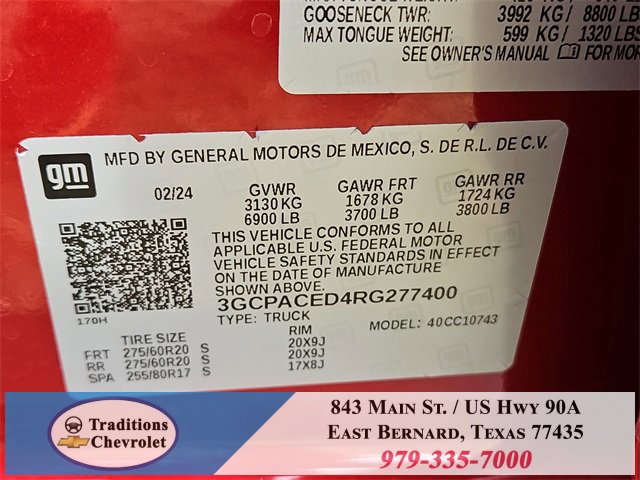 GOOSENECK TWR: 3992 KG/ 8800 LB
MAX TONGUE WEIGHT: 599 KG/ 1320 LBS
SEE OWNER'S MANUAL FOR MOR
gm
MFD BY GENERAL MOTORS DE MEXICO, S. DE R.L. DE C.V.
02/24 GVWR GAWR FRT GAWR RR
3130 KG 1678 KG 1724 KG
6900 LB 3700 LB 3800 LB
THIS VEHICLE CONFORMS TO ALL
APPLICABLE U.S. FEDERAL MOTOR
VEHICLE SAFETY STANDARDS IN EFFECT
ON THE DATE OF MANUFACTURE
SHOWN ABOVE.
3GCPACED4RG277400
170H
TYPE: TRUCK MODEL: 40CC10743
TIRE SIZE RIM
FRT 275/60R20 S 20X9J
RR 275/60R20 S 20X9J
SPA 255/80R17 S 17X8J
Traditions
Chevrolet
843 Main St. / US Hwy 90A
East Bernard, Texas 77435
979-335-7000